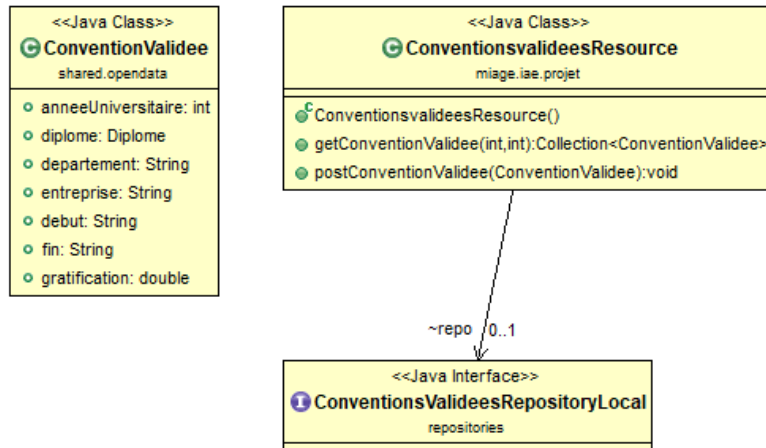 <<Java Class>>
ConventionValidee
shared.opendata
anneeUniversitaire: int
diplome: Diplome
departement: String
entreprise: String
debut: String
fin: String
gratification: double
<<Java Class>>
ConventionsvalideesResource
miage.iae.projet
ConventionsvalideesResource()
getConventionValidee(int,int):Collection<ConventionValidee>
postConventionValidee(ConventionValidee):void
~repo 0..1
<<Java Interface>>
ConventionsValideesRepositoryLocal
repositories